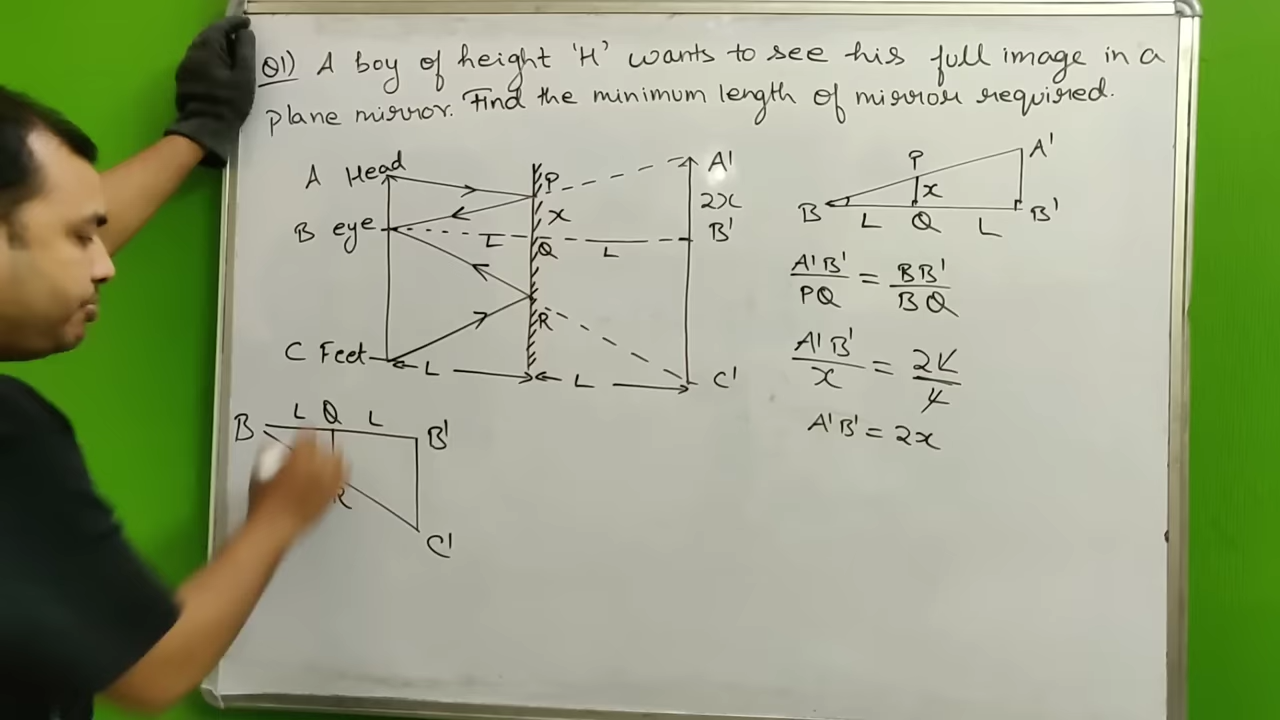 Q1) A boy of height 'H' wants to see his full image in a
plane mirror. Find the minimum length of mirror required.
A Head
P
A'
x
2x
B eye
L
Q
L
B'
R
C Feet
L
L
C'
P
A'
x
B
L
Q
L
B'
A'B'/PQ = BB'/BQ
A'B'/x = 2L/L
A'B' = 2x
B
L
Q
L
B'
R
C'